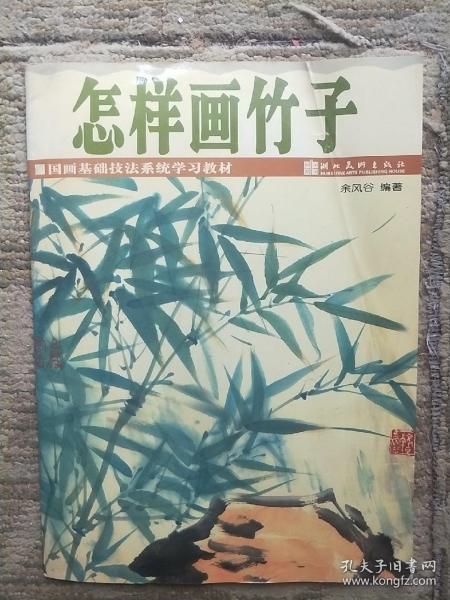 怎样画竹子
国画基础技法系统学习教材
湖北美术出版社
HUBEI FINE ARTS PUBLISHING HOUSE
余风谷 编著
孔夫子旧书网
www.kongfz.com